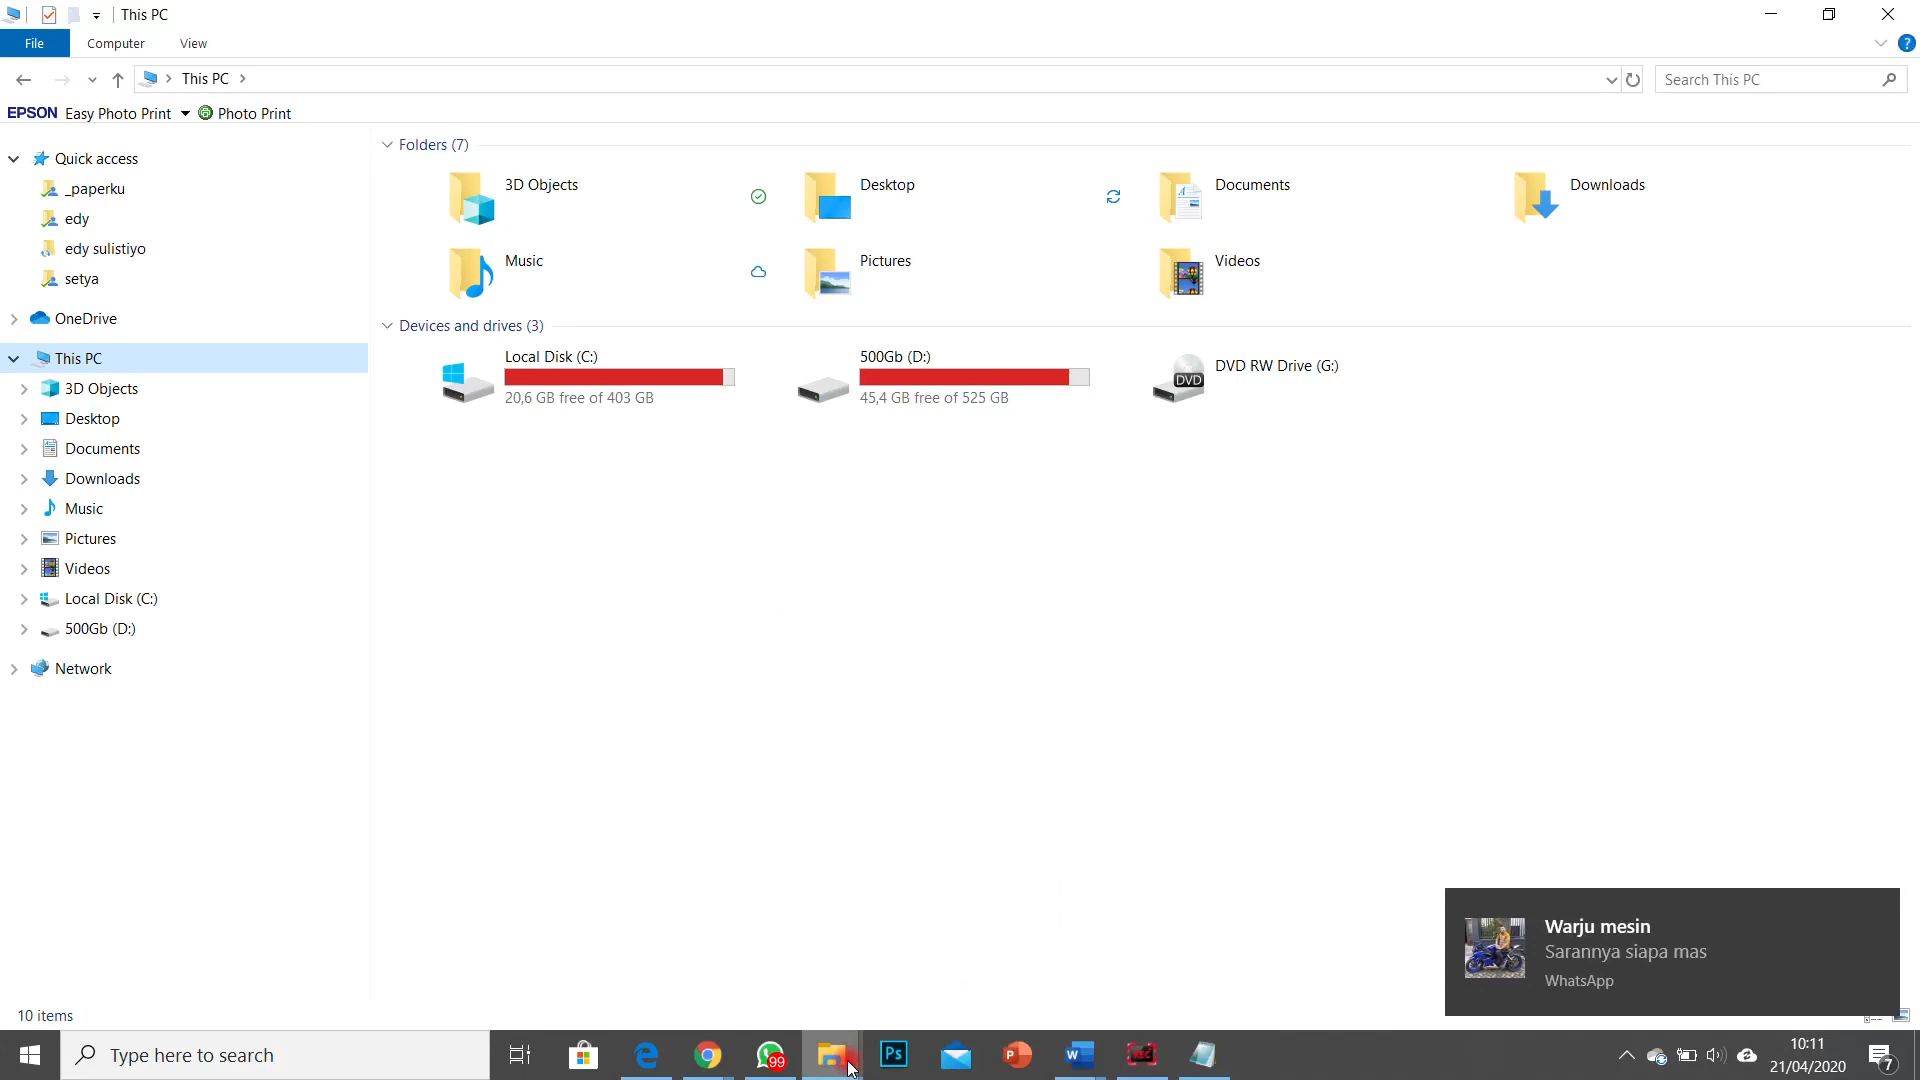 This PC
File Computer View
This PC
Search This PC
EPSON Easy Photo Print Photo Print
Quick access
_paperku
edy
edy sulistiyo
setya
OneDrive
This PC
3D Objects
Desktop
Documents
Downloads
Music
Pictures
Videos
Local Disk (C:)
500Gb (D:)
Network
Folders (7)
3D Objects
Desktop
Documents
Downloads
Music
Pictures
Videos
Devices and drives (3)
Local Disk (C:)
20,6 GB free of 403 GB
500Gb (D:)
45,4 GB free of 525 GB
DVD
DVD RW Drive (G:)
Warju mesin
Sarannya siapa mas
WhatsApp
10 items
Type here to search
99
Ps
P
W
REC
10:11
21/04/2020
7